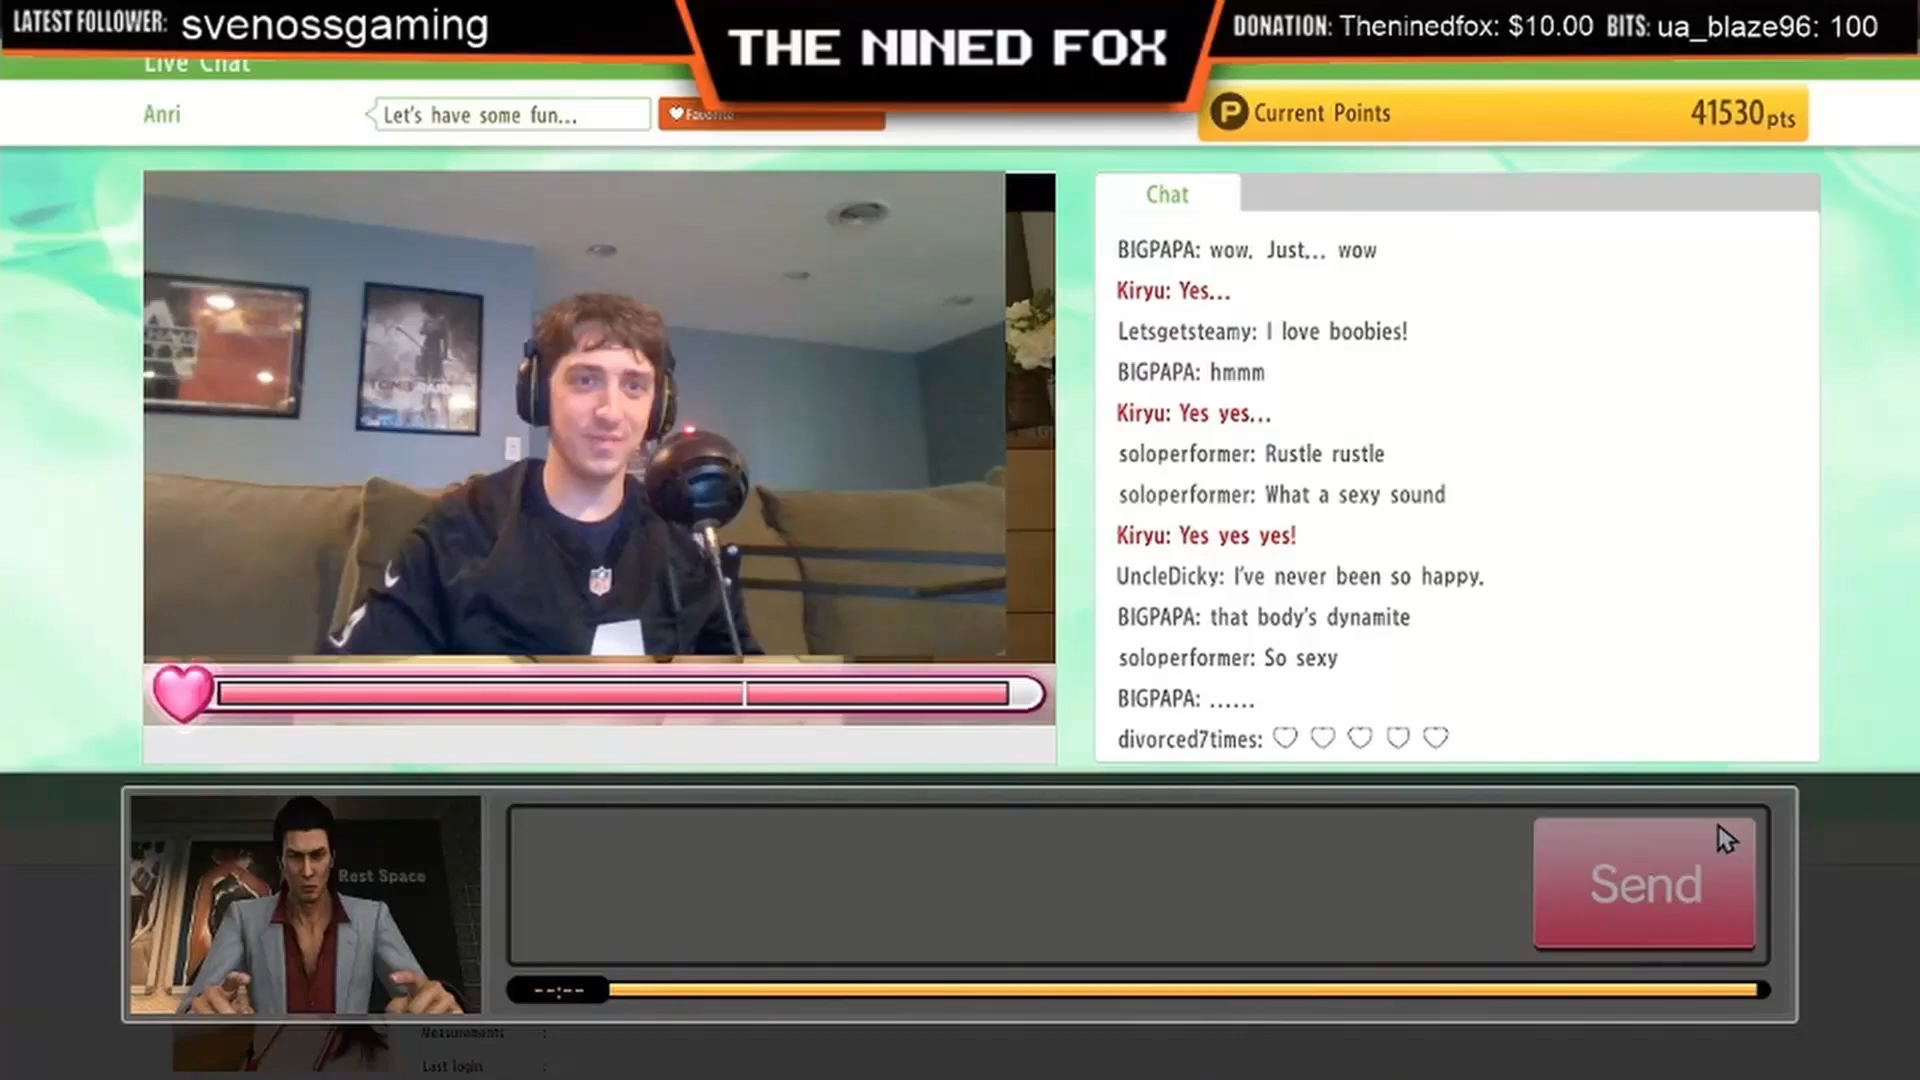 LATEST FOLLOWER: svenossgaming
THE NINED FOX
DONATION: Theninedfox: $10.00 BITS: ua_blaze96: 100
Live Chat
Anri
Let's have some fun...
Favorite
P Current Points
41530pts
TOMB RAIDER
Chat
BIGPAPA: wow. Just... wow
Kiryu: Yes...
Letsgetsteamy: I love boobies!
BIGPAPA: hmmm
Kiryu: Yes yes...
soloperformer: Rustle rustle
soloperformer: What a sexy sound
Kiryu: Yes yes yes!
UncleDicky: I've never been so happy.
BIGPAPA: that body's dynamite
soloperformer: So sexy
BIGPAPA: ......
divorced7times: ♡ ♡ ♡ ♡ ♡
Rest Space
Send
--:--
Measurements :
Last login :